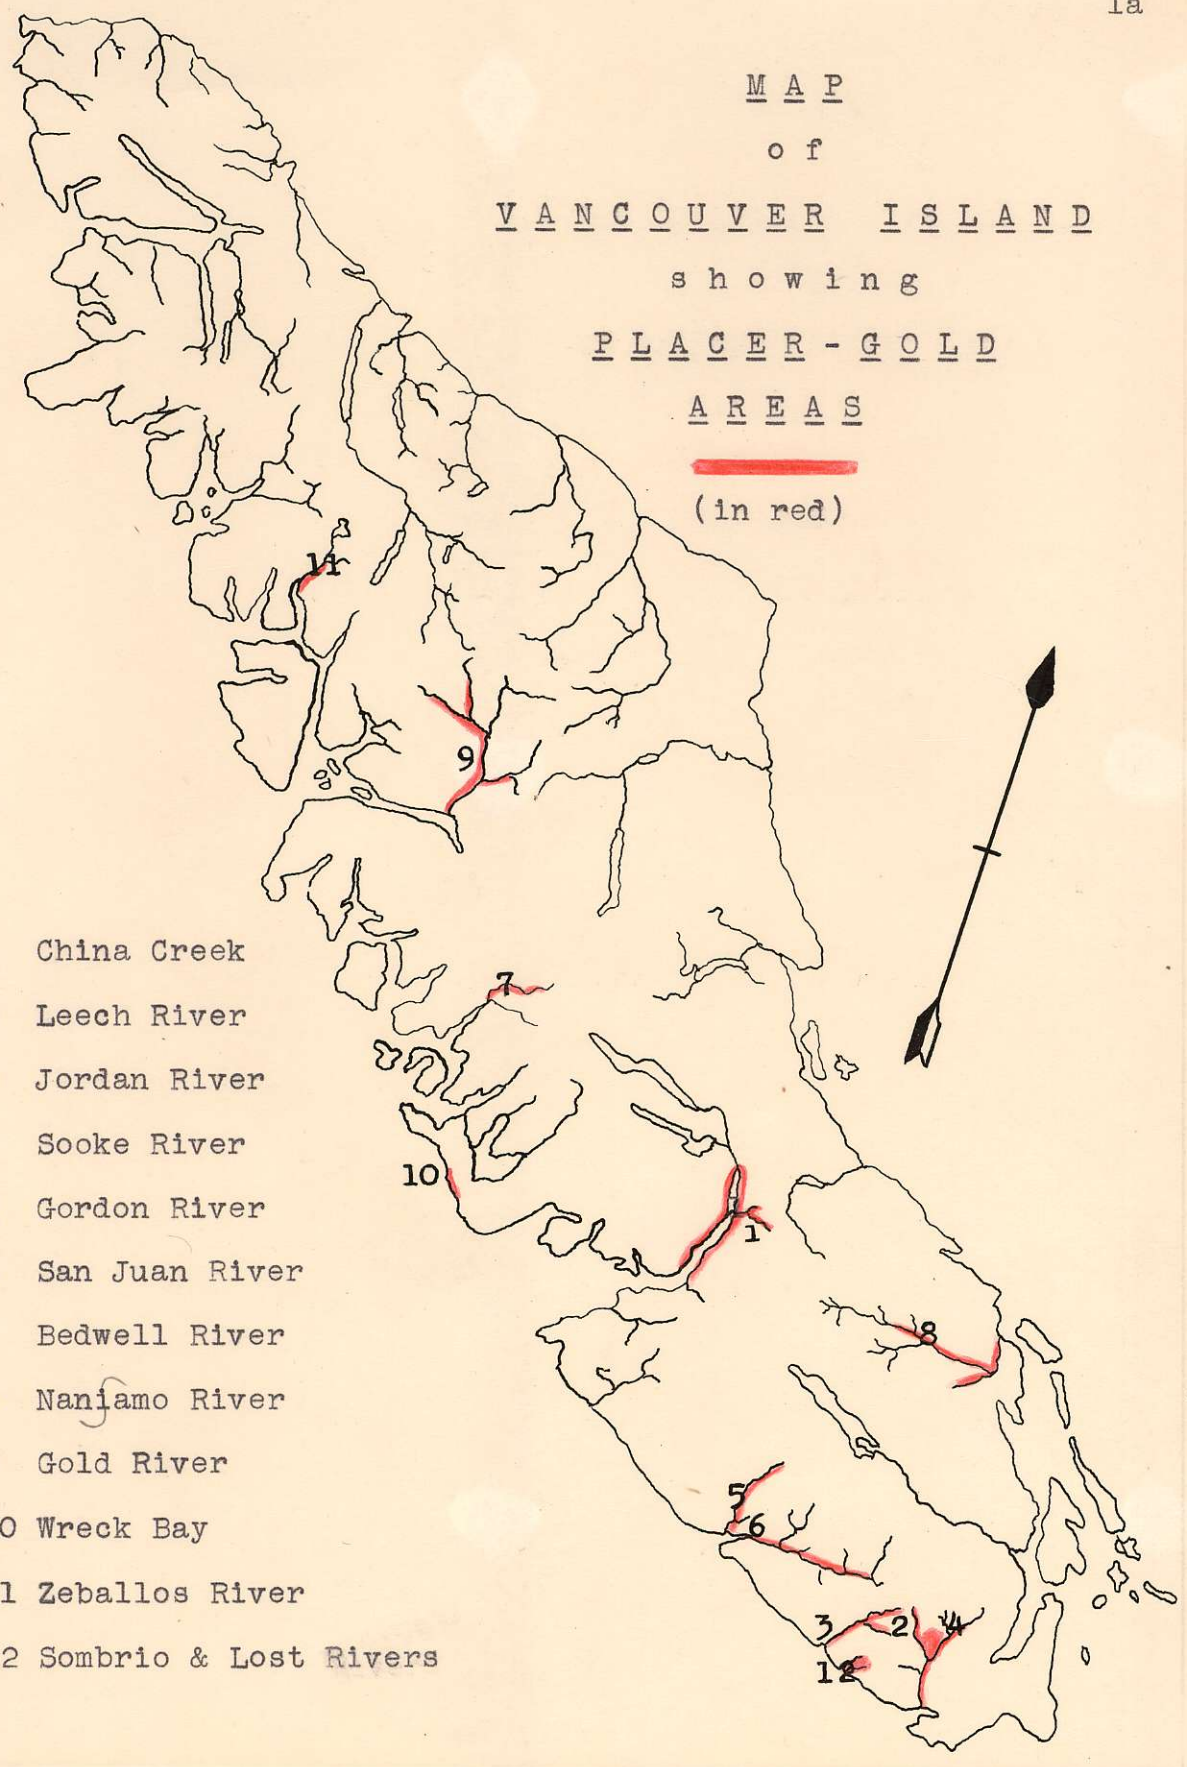 1a
M A P
o f
V A N C O U V E R I S L A N D
s h o w i n g
P L A C E R - G O L D
A R E A S
(in red)
11
9
China Creek
Leech River
Jordan River
Sooke River
Gordon River
San Juan River
Bedwell River
Naniamo River
Gold River
0 Wreck Bay
1 Zeballos River
2 Sombrio & Lost Rivers
7
10
1
8
5
6
3
2
4
12